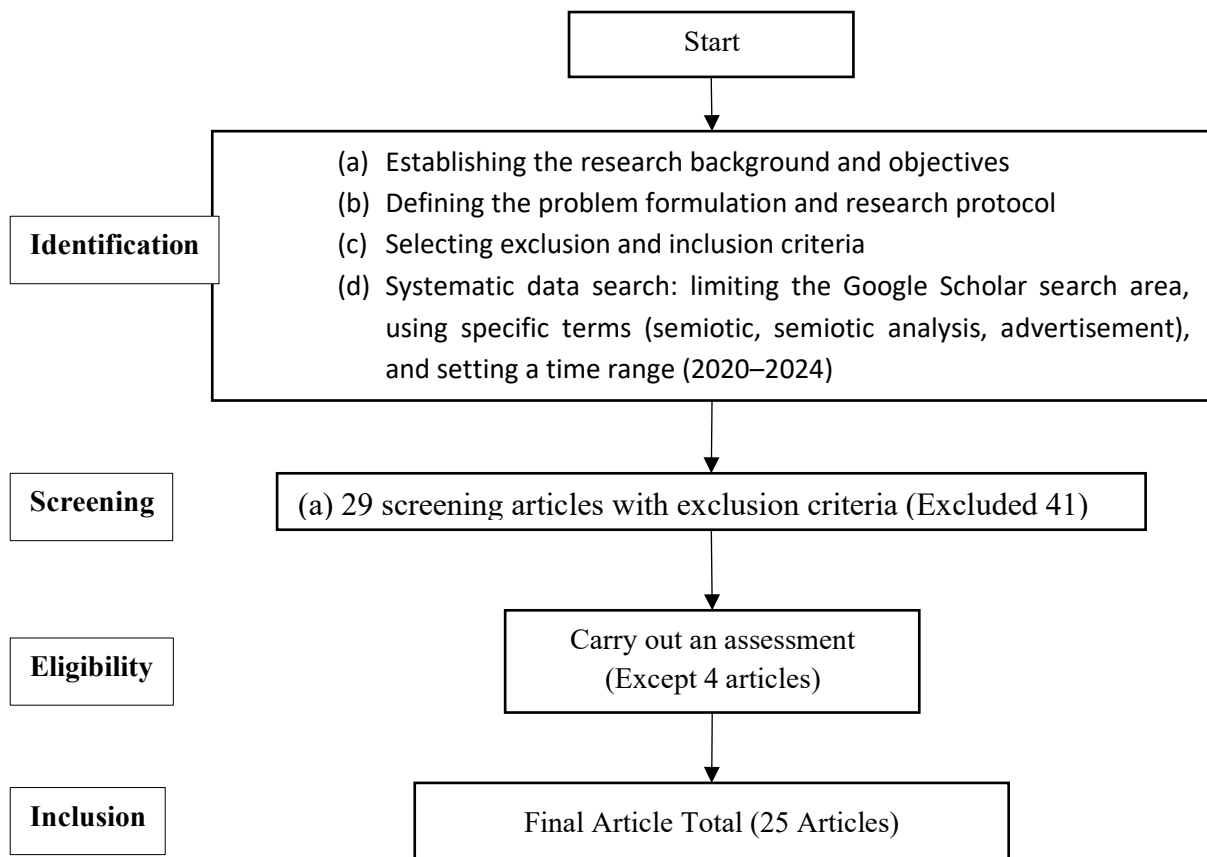 Start
Identification
(a) Establishing the research background and objectives
(b) Defining the problem formulation and research protocol
(c) Selecting exclusion and inclusion criteria
(d) Systematic data search: limiting the Google Scholar search area,
using specific terms (semiotic, semiotic analysis, advertisement),
and setting a time range (2020–2024)
Screening
(a) 29 screening articles with exclusion criteria (Excluded 41)
Eligibility
Carry out an assessment
(Except 4 articles)
Inclusion
Final Article Total (25 Articles)